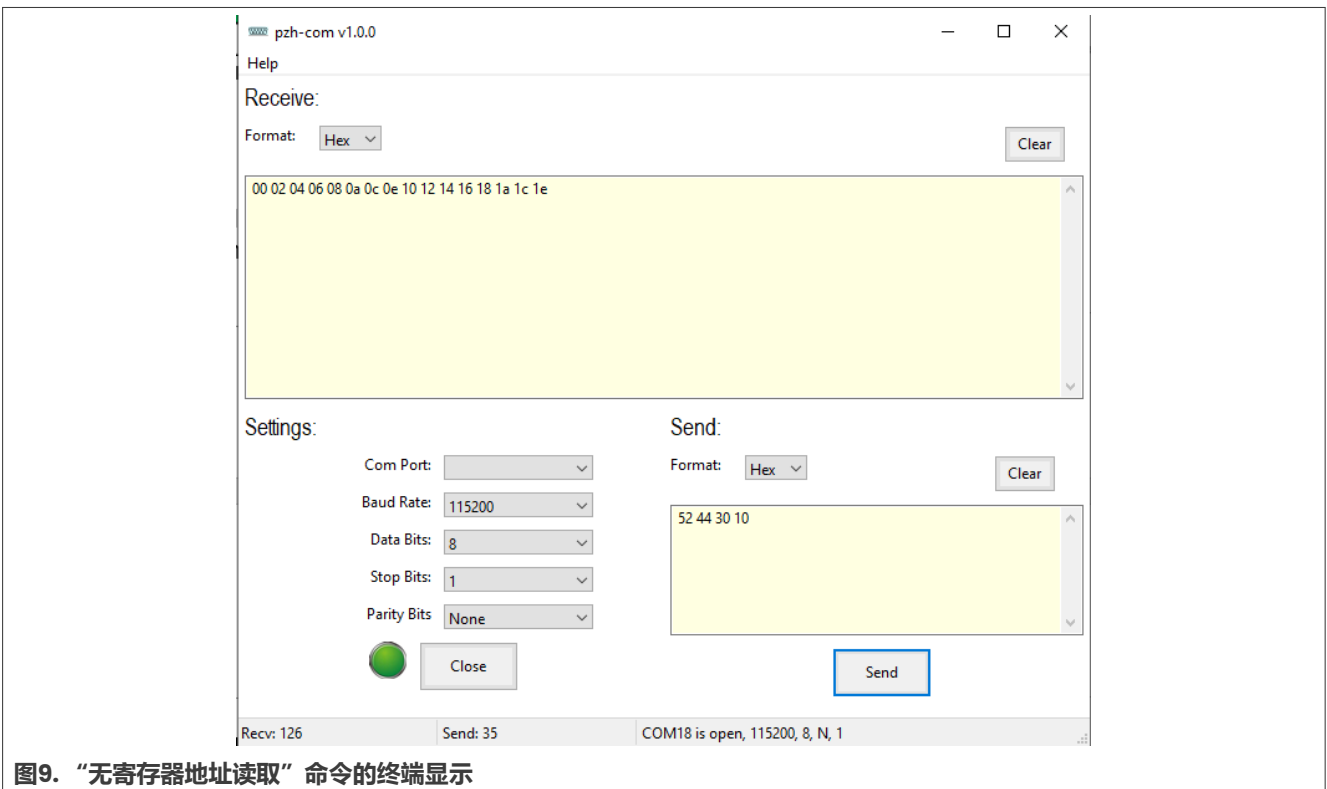 pzh-com v1.0.0
Help
Receive:
Format: Hex
Clear
00 02 04 06 08 0a 0c 0e 10 12 14 16 18 1a 1c 1e
Settings:
Com Port:
Baud Rate: 115200
Data Bits: 8
Stop Bits: 1
Parity Bits None
Close
Send:
Format: Hex
Clear
52 44 30 10
Send
Recv: 126 Send: 35 COM18 is open, 115200, 8, N, 1
图9. “无寄存器地址读取”命令的终端显示